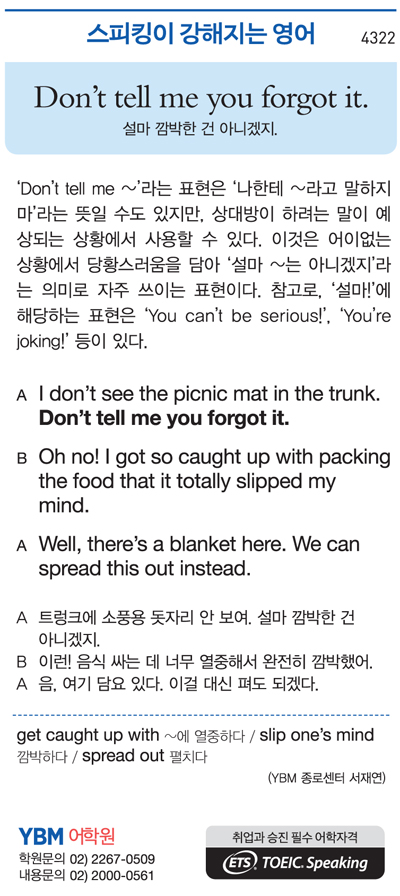 스피킹이 강해지는 영어
4322
Don't tell me you forgot it.
설마 깜박한 건 아니겠지.
‘Don't tell me ～’라는 표현은 ‘나한테 ～라고 말하지
마’라는 뜻일 수도 있지만, 상대방이 하려는 말이 예
상되는 상황에서 사용할 수 있다. 이것은 어이없는
상황에서 당황스러움을 담아 ‘설마 ～는 아니겠지’라
는 의미로 자주 쓰이는 표현이다. 참고로, ‘설마!’에
해당하는 표현은 ‘You can't be serious!’, ‘You're
joking!’ 등이 있다.
A I don't see the picnic mat in the trunk.
Don't tell me you forgot it.
B Oh no! I got so caught up with packing
the food that it totally slipped my
mind.
A Well, there's a blanket here. We can
spread this out instead.
A 트렁크에 소풍용 돗자리 안 보여. 설마 깜박한 건
아니겠지.
B 이런! 음식 싸는 데 너무 열중해서 완전히 깜박했어.
A 음, 여기 담요 있다. 이걸 대신 펴도 되겠다.
get caught up with ～에 열중하다 / slip one's mind
깜박하다 / spread out 펼치다
(YBM 종로센터 서재연)
YBM 어학원
학원문의 02) 2267-0509
내용문의 02) 2000-0561
취업과 승진 필수 어학자격
ETS TOEIC. Speaking